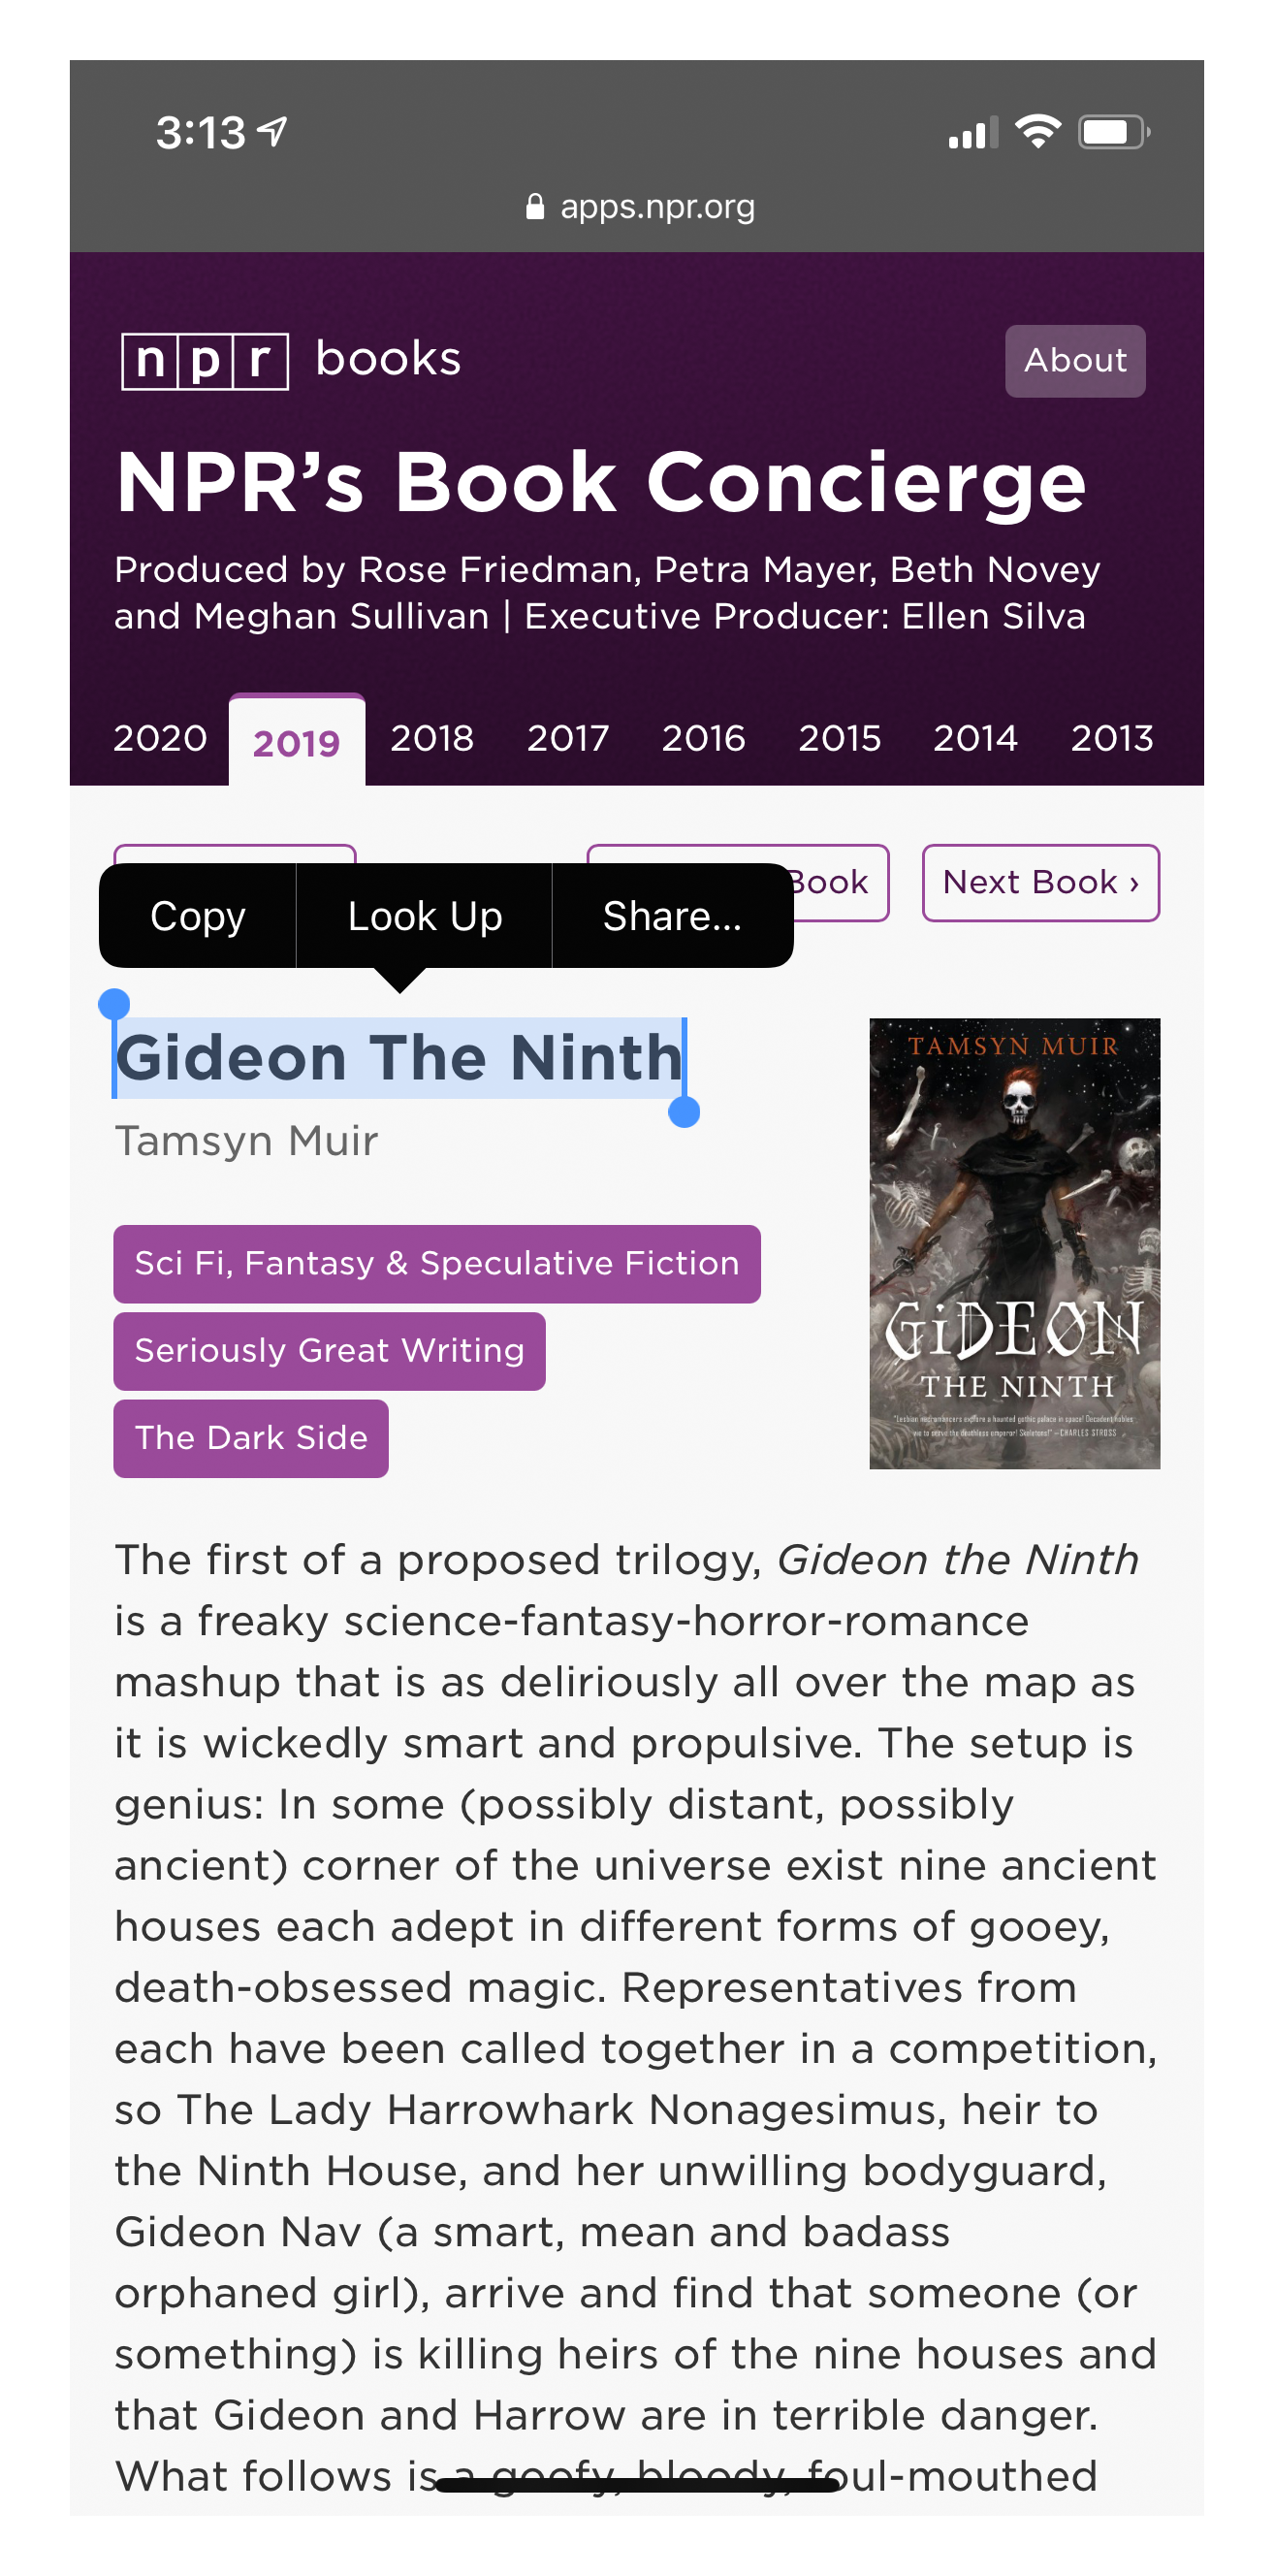 3:13
apps.npr.org
npr books
About
NPR’s Book Concierge
Produced by Rose Friedman, Petra Mayer, Beth Novey
and Meghan Sullivan | Executive Producer: Ellen Silva
2020 2019 2018 2017 2016 2015 2014 2013
Book Next Book ›
Copy Look Up Share...
Gideon The Ninth
Tamsyn Muir
Sci Fi, Fantasy & Speculative Fiction
Seriously Great Writing
The Dark Side
TAMSYN MUIR
GiDEON
THE NINTH
"Lesbian necromancers explore a haunted gothic palace in space! Decadent nobles
vie to serve the deathless emperor! Skeletons!" —CHARLES STROSS
The first of a proposed trilogy, Gideon the Ninth
is a freaky science-fantasy-horror-romance
mashup that is as deliriously all over the map as
it is wickedly smart and propulsive. The setup is
genius: In some (possibly distant, possibly
ancient) corner of the universe exist nine ancient
houses each adept in different forms of gooey,
death-obsessed magic. Representatives from
each have been called together in a competition,
so The Lady Harrowhark Nonagesimus, heir to
the Ninth House, and her unwilling bodyguard,
Gideon Nav (a smart, mean and badass
orphaned girl), arrive and find that someone (or
something) is killing heirs of the nine houses and
that Gideon and Harrow are in terrible danger.
What follows is a goofy, bloody, foul-mouthed